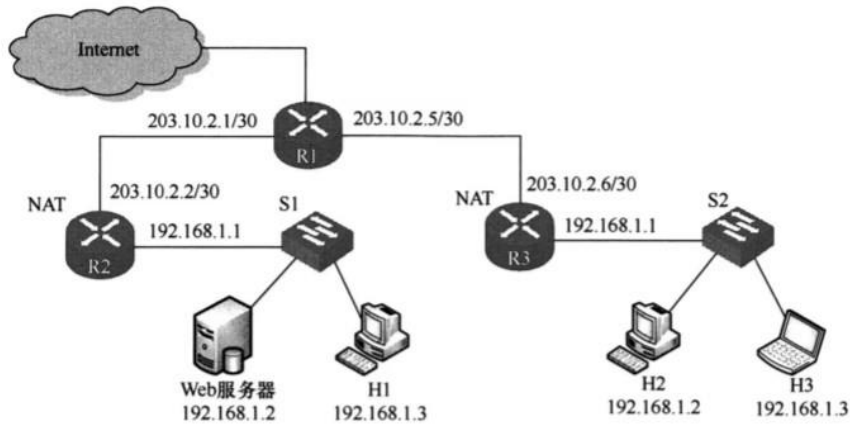 Internet
203.10.2.1/30
203.10.2.5/30
R1
203.10.2.2/30
203.10.2.6/30
NAT
S1
NAT
S2
192.168.1.1
192.168.1.1
R2
R3
Web服务器
192.168.1.2
H1
192.168.1.3
H2
192.168.1.2
H3
192.168.1.3